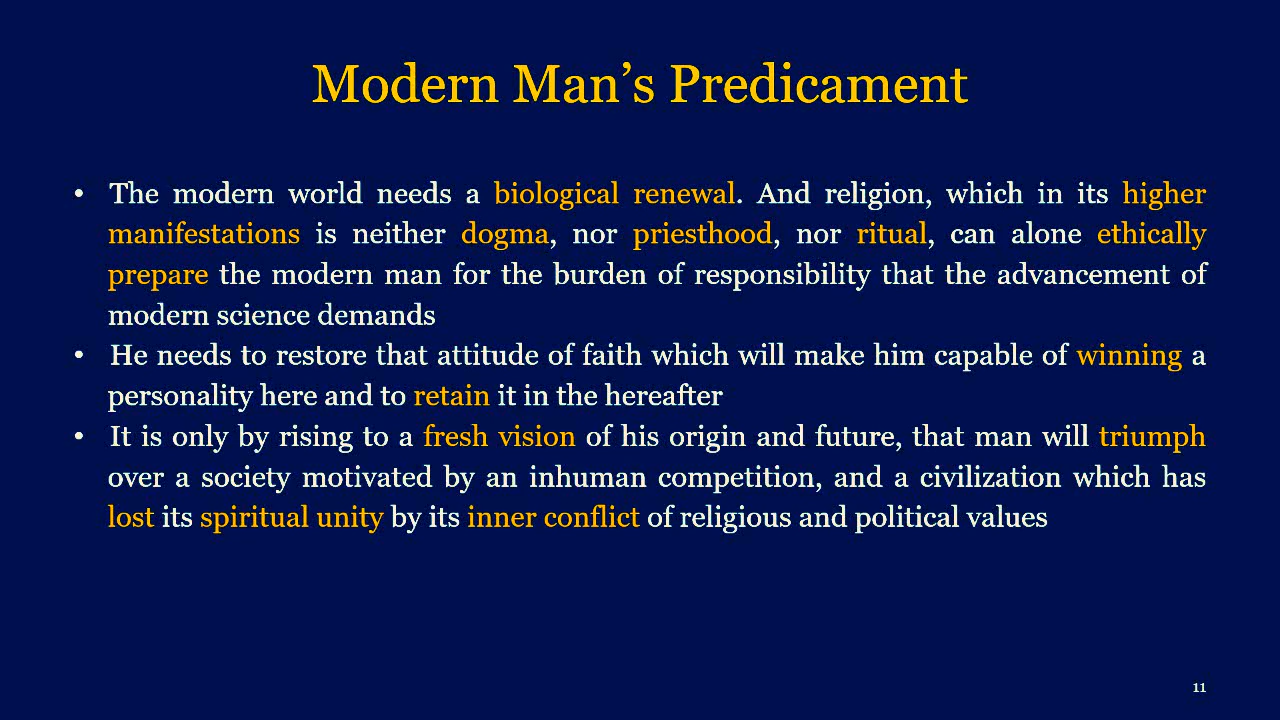 Modern Man’s Predicament
• The modern world needs a biological renewal. And religion, which in its higher
manifestations is neither dogma, nor priesthood, nor ritual, can alone ethically
prepare the modern man for the burden of responsibility that the advancement of
modern science demands
• He needs to restore that attitude of faith which will make him capable of winning a
personality here and to retain it in the hereafter
• It is only by rising to a fresh vision of his origin and future, that man will triumph
over a society motivated by an inhuman competition, and a civilization which has
lost its spiritual unity by its inner conflict of religious and political values
11